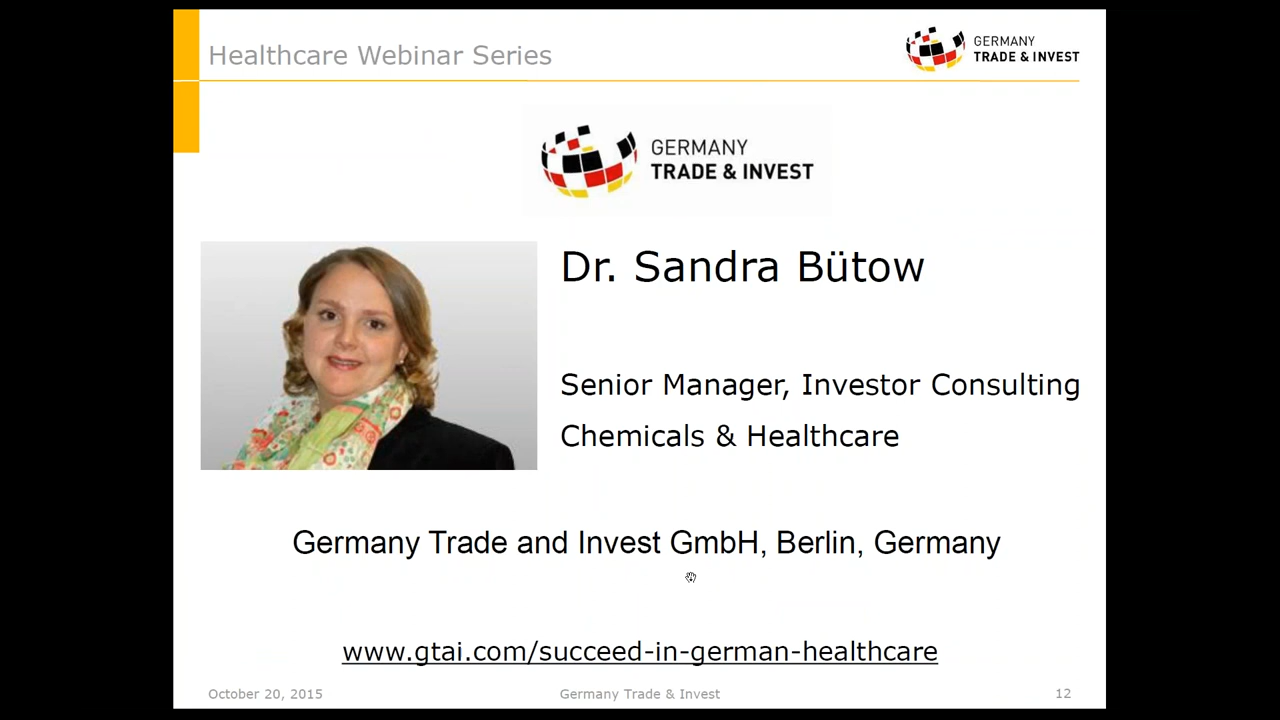 Healthcare Webinar Series
GERMANY
TRADE & INVEST
GERMANY
TRADE & INVEST
Dr. Sandra Bütow
Senior Manager, Investor Consulting
Chemicals & Healthcare
Germany Trade and Invest GmbH, Berlin, Germany
www.gtai.com/succeed-in-german-healthcare
October 20, 2015
Germany Trade & Invest
12